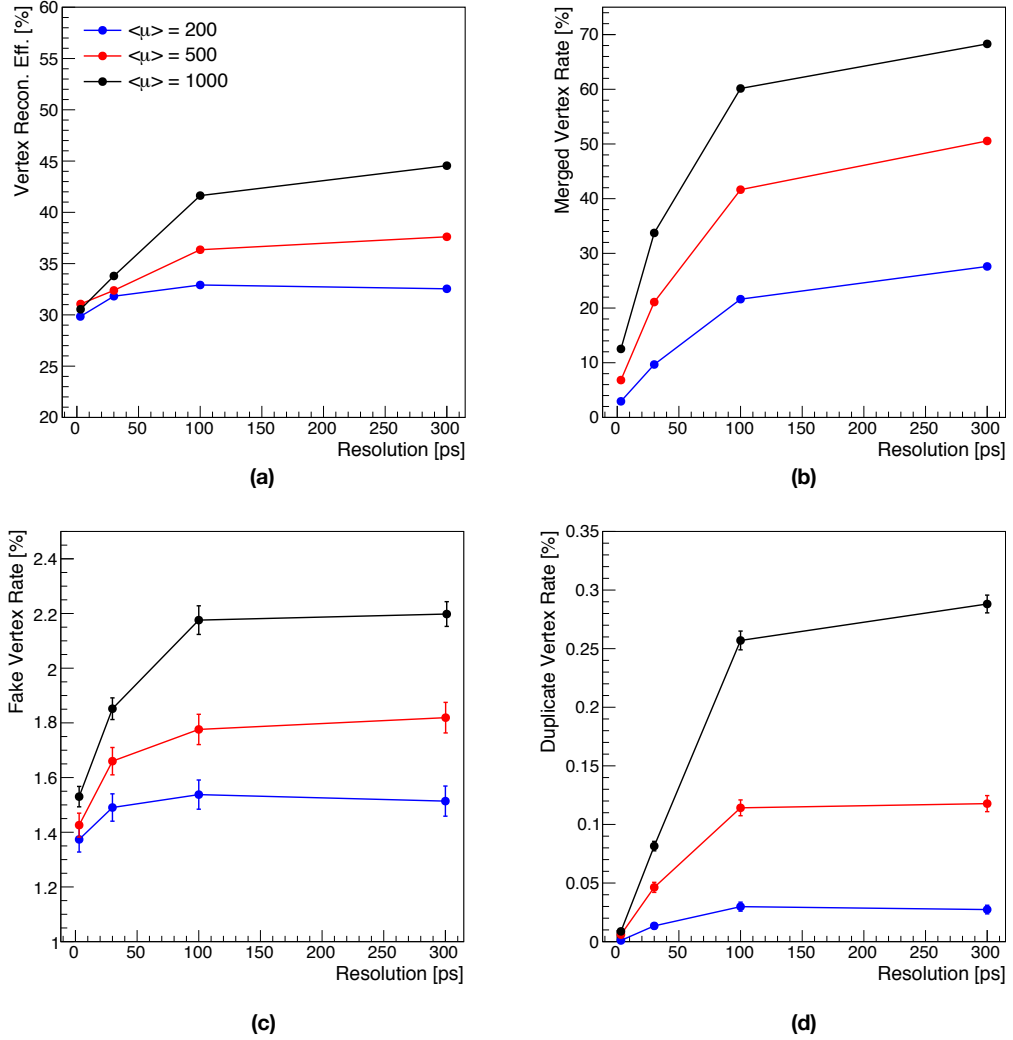 Vertex Recon. Eff. [%]
60
55
50
45
40
35
30
25
20
<μ> = 200
<μ> = 500
<μ> = 1000
0 50 100 150 200 250 300
Resolution [ps]
(a)
Merged Vertex Rate [%]
70
60
50
40
30
20
10
0
0 50 100 150 200 250 300
Resolution [ps]
(b)
Fake Vertex Rate [%]
2.4
2.2
2
1.8
1.6
1.4
1.2
1
0 50 100 150 200 250 300
Resolution [ps]
(c)
Duplicate Vertex Rate [%]
0.35
0.3
0.25
0.2
0.15
0.1
0.05
0
0 50 100 150 200 250 300
Resolution [ps]
(d)